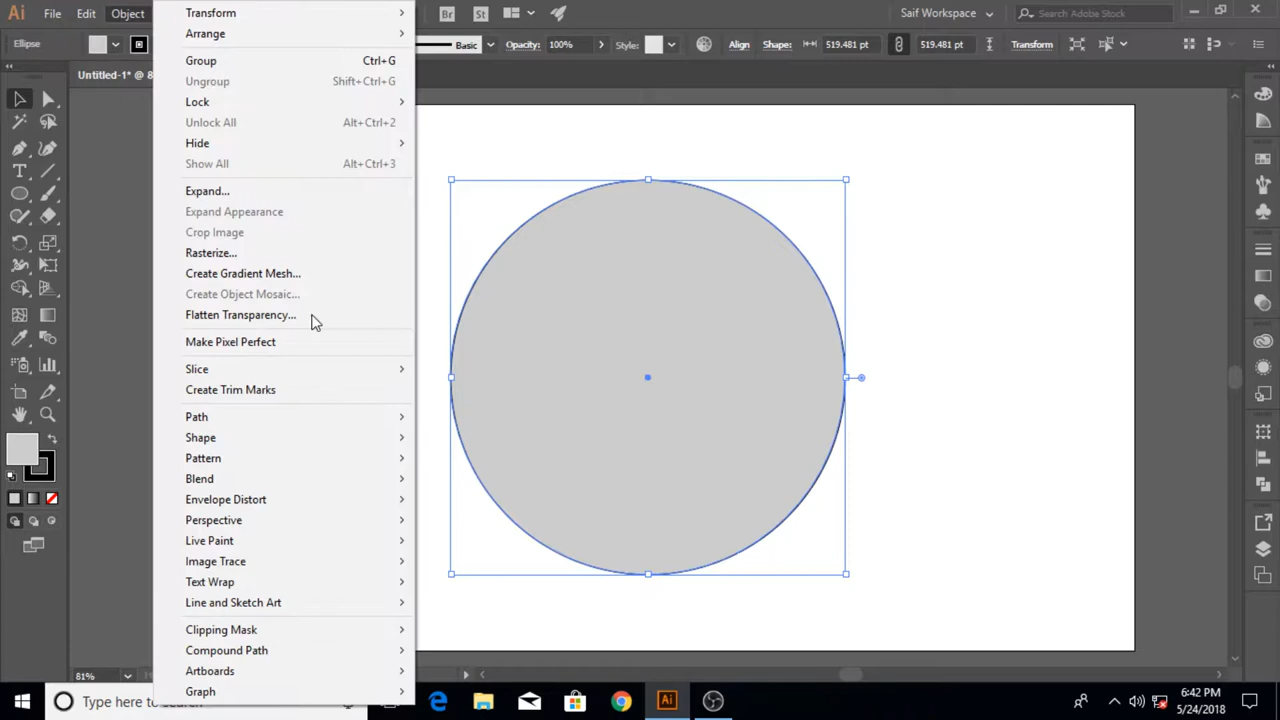 Ai File Edit Object Br St Saif Workspace Search Adobe Stock
Ellipse Basic Opacity: 100% Style: Align Shape: 519.481 pt 519.481 pt Transform
Untitled-1* @ 8
Transform
Arrange
Group Ctrl+G
Ungroup Shift+Ctrl+G
Lock
Unlock All Alt+Ctrl+2
Hide
Show All Alt+Ctrl+3
Expand...
Expand Appearance
Crop Image
Rasterize...
Create Gradient Mesh...
Create Object Mosaic...
Flatten Transparency...
Make Pixel Perfect
Slice
Create Trim Marks
Path
Shape
Pattern
Blend
Envelope Distort
Perspective
Live Paint
Image Trace
Text Wrap
Line and Sketch Art
Clipping Mask
Compound Path
Artboards
Graph
81%
Type here to search Ai 6:42 PM
5/24/2018